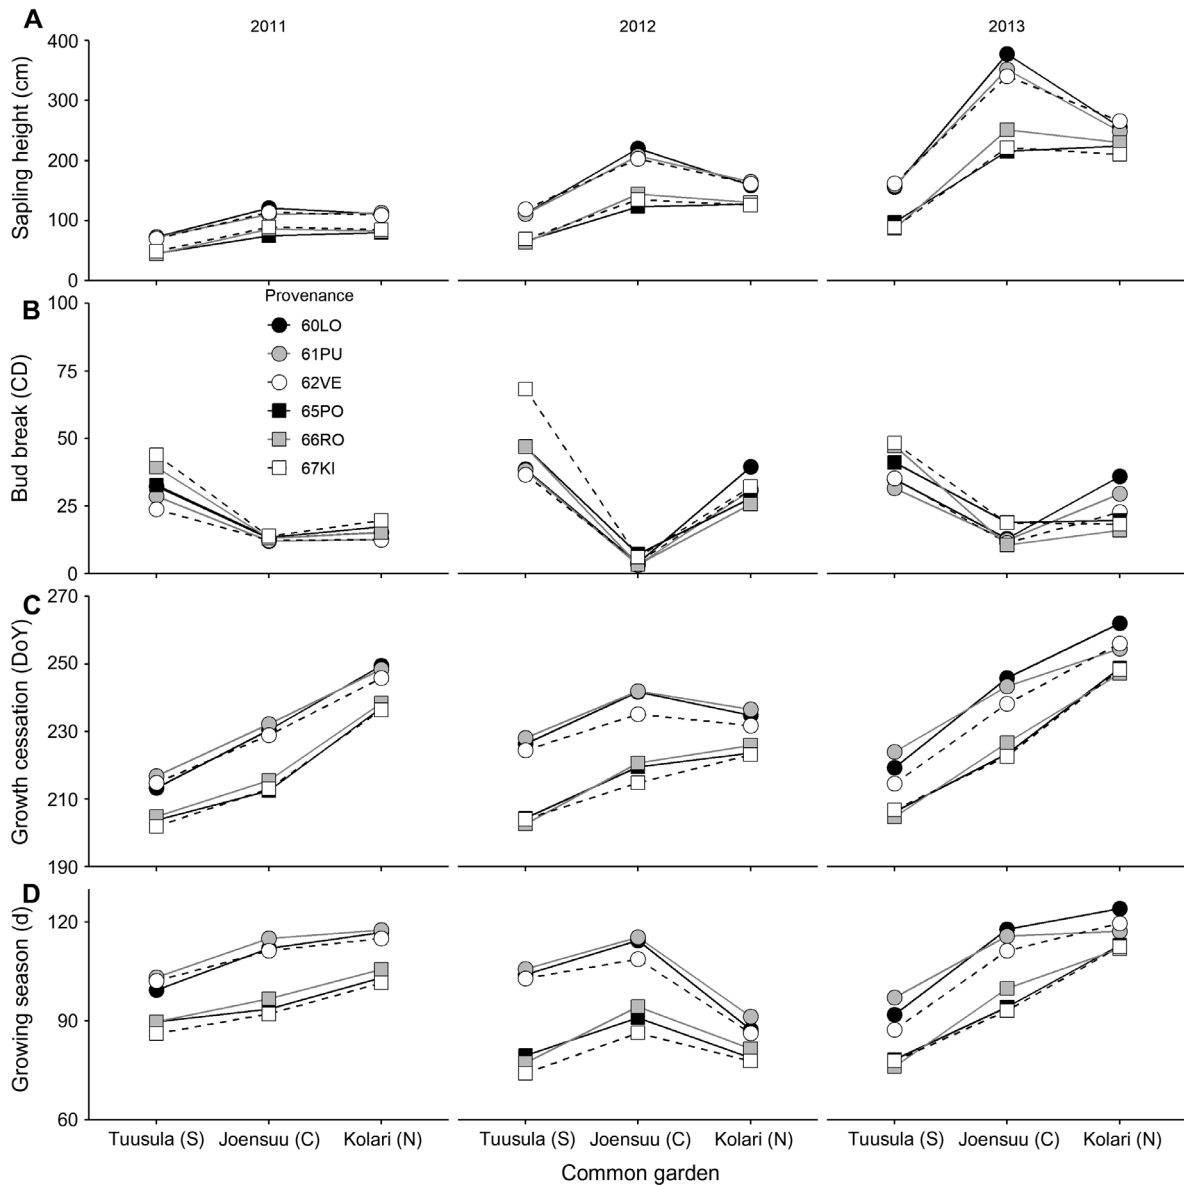 A
2011
2012
2013
Sapling height (cm)
400
300
200
100
0
B
Bud break (CD)
100
75
50
25
0
Provenance
60LO
61PU
62VE
65PO
66RO
67KI
C
Growth cessation (DoY)
270
250
230
210
190
D
Growing season (d)
120
90
60
Tuusula (S) Joensuu (C) Kolari (N) Tuusula (S) Joensuu (C) Kolari (N) Tuusula (S) Joensuu (C) Kolari (N)
Common garden